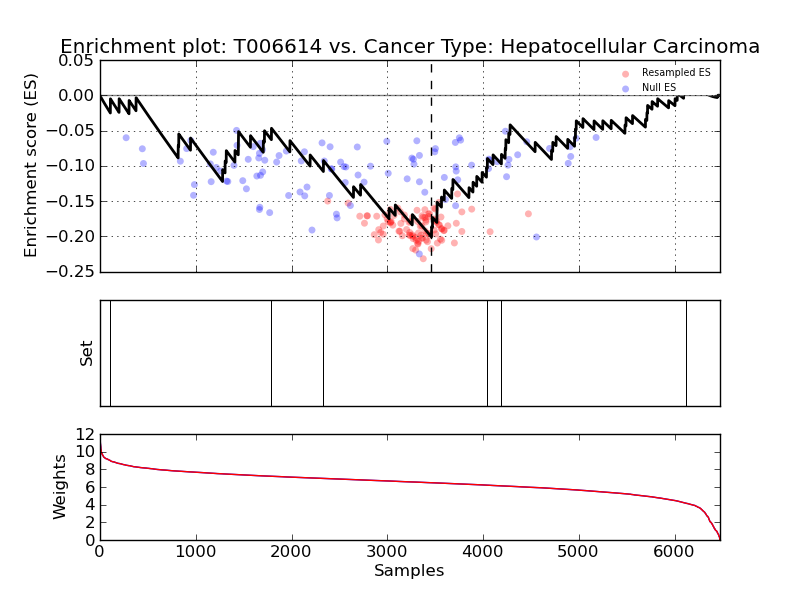 Enrichment plot: T006614 vs. Cancer Type: Hepatocellular Carcinoma
Enrichment score (ES)
0.05
0.00
−0.05
−0.10
−0.15
−0.20
−0.25
Resampled ES
Null ES
Set
Weights
12
10
8
6
4
2
0
0 1000 2000 3000 4000 5000 6000
Samples